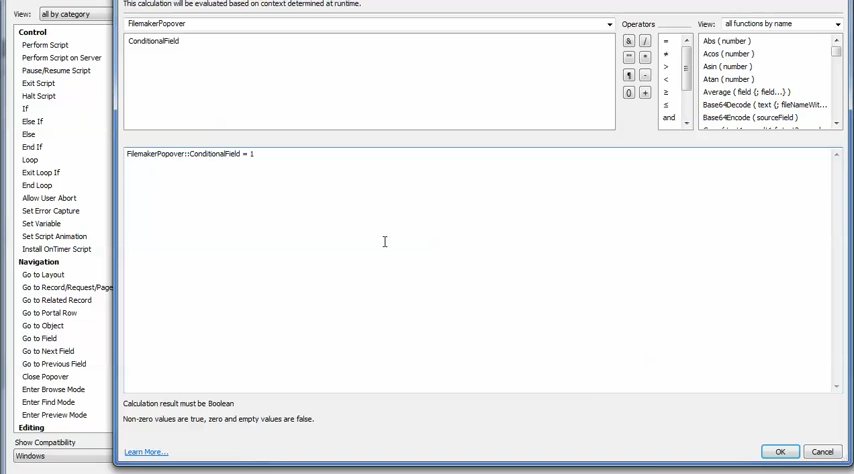 This calculation will be evaluated based on context determined at runtime.
View: all by category
Control
Perform Script
Perform Script on Server
Pause/Resume Script
Exit Script
Halt Script
If
Else If
Else
End If
Loop
Exit Loop If
End Loop
Allow User Abort
Set Error Capture
Set Variable
Set Script Animation
Install OnTimer Script
Navigation
Go to Layout
Go to Record/Request/Page
Go to Related Record
Go to Portal Row
Go to Object
Go to Field
Go to Next Field
Go to Previous Field
Close Popover
Enter Browse Mode
Enter Find Mode
Enter Preview Mode
Editing
Show Compatibility
Windows
FilemakerPopover
ConditionalField
Operators
& /
"" *
¶ -
() +
=
≠
>
<
≥
≤
and
View: all functions by name
Abs ( number )
Acos ( number )
Asin ( number )
Atan ( number )
Average ( field {; field...} )
Base64Decode ( text {; fileNameWit...
Base64Encode ( sourceField )
FilemakerPopover::ConditionalField = 1
Calculation result must be Boolean
Non-zero values are true, zero and empty values are false.
Learn More...
OK
Cancel